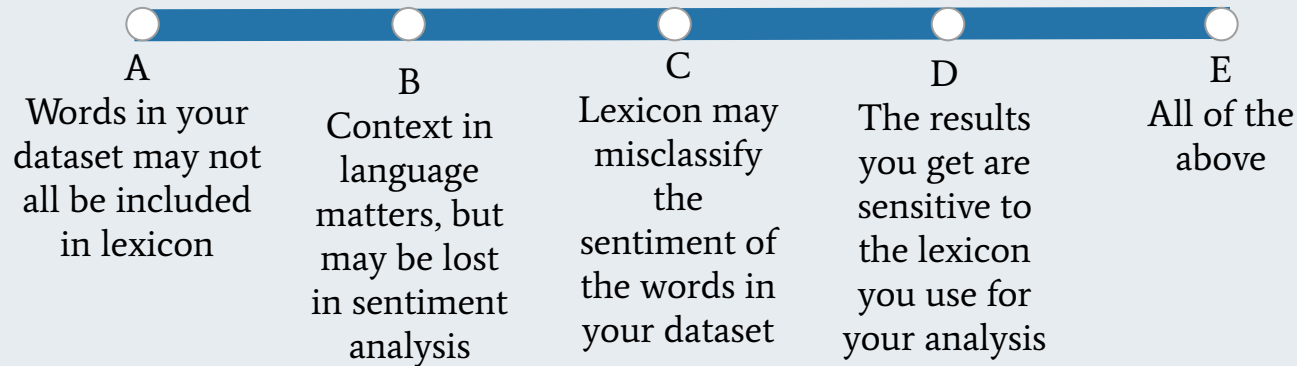 A
Words in your
dataset may not
all be included
in lexicon
B
Context in
language
matters, but
may be lost
in sentiment
analysis
C
Lexicon may
misclassify
the
sentiment of
the words in
your dataset
D
The results
you get are
sensitive to
the lexicon
you use for
your analysis
E
All of the
above